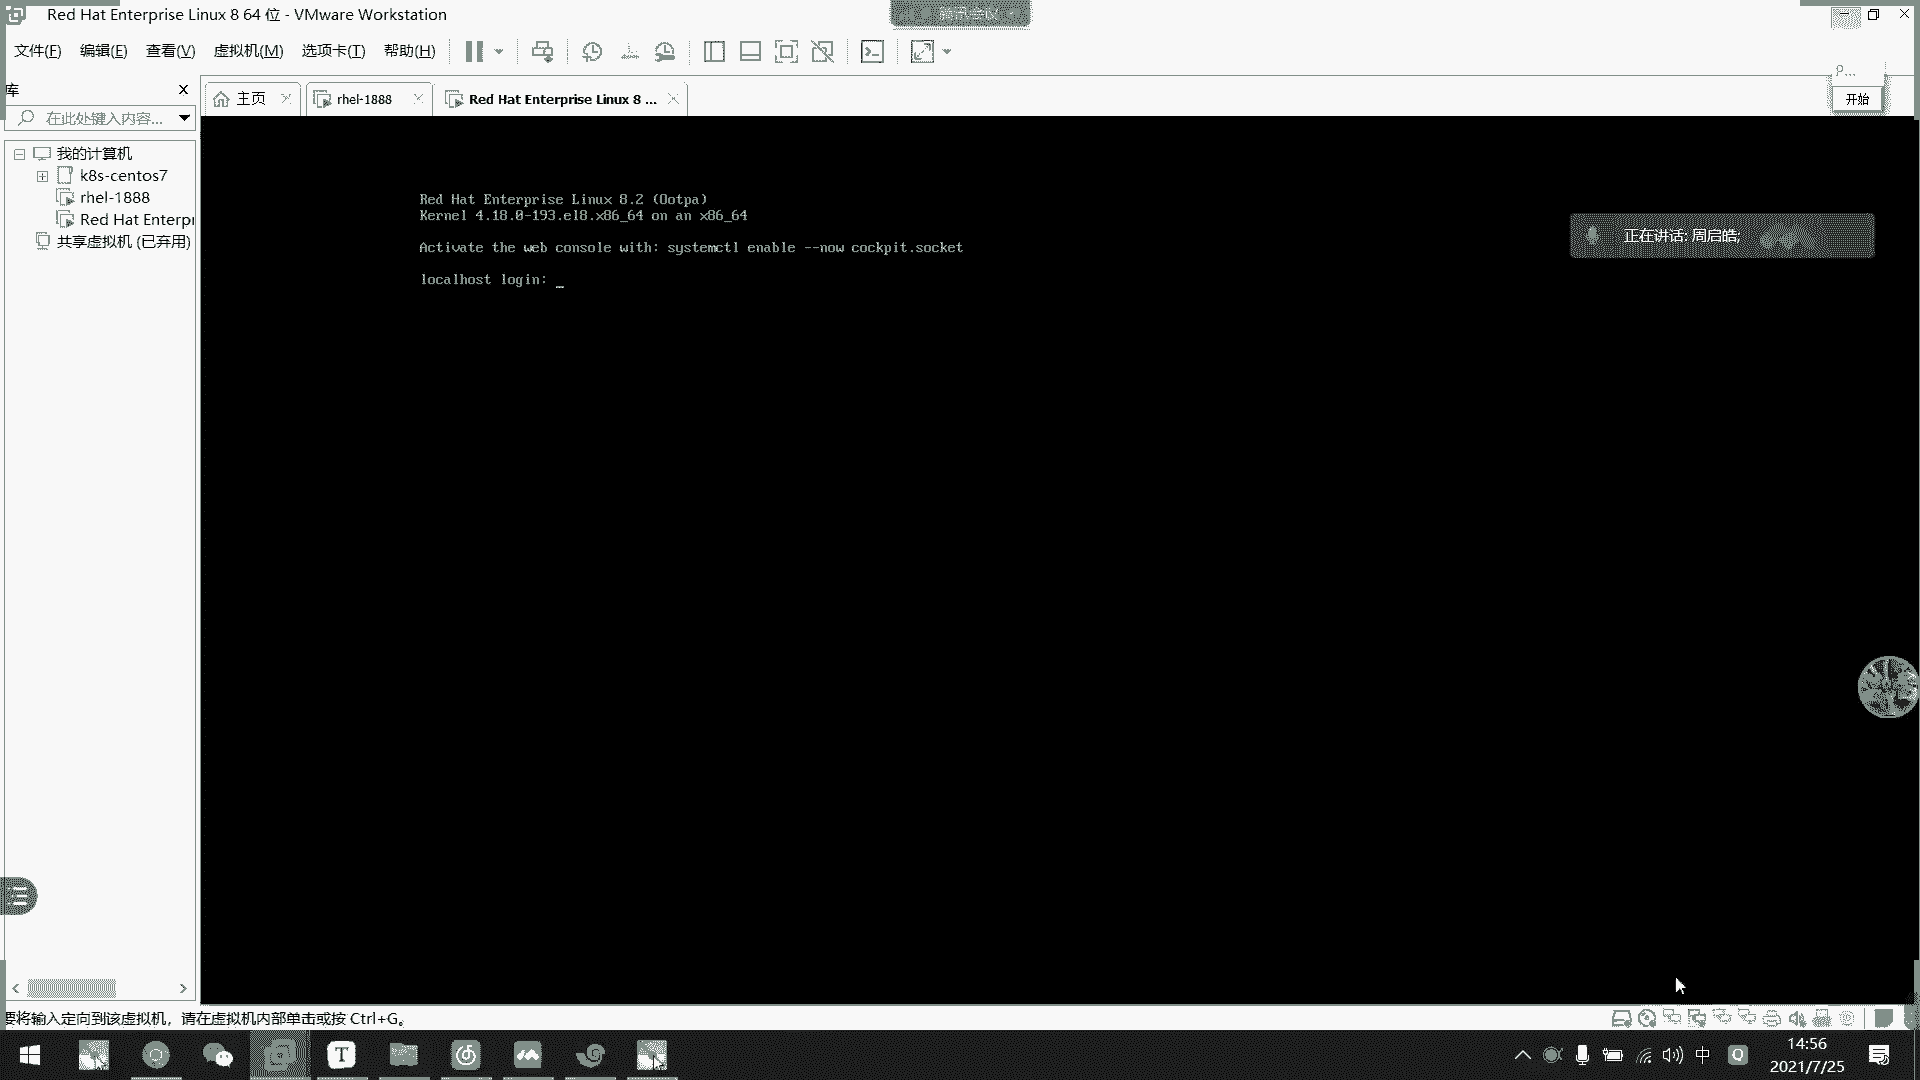 Red Hat Enterprise Linux 8 64 位 - VMware Workstation
腾讯会议
文件(F) 编辑(E) 查看(V) 虚拟机(M) 选项卡(T) 帮助(H)
P...
开始
库
在此处键入内容...
主页
rhel-1888
Red Hat Enterprise Linux 8 ...
我的计算机
k8s-centos7
rhel-1888
Red Hat Enterpr
共享虚拟机 (已弃用)
Red Hat Enterprise Linux 8.2 (Ootpa)
Kernel 4.18.0-193.el8.x86_64 on an x86_64
Activate the web console with: systemctl enable --now cockpit.socket
localhost login: _
正在讲话: 周启皓;
要将输入定向到该虚拟机，请在虚拟机内部单击或按 Ctrl+G。
T
中
Q
14:56
2021/7/25